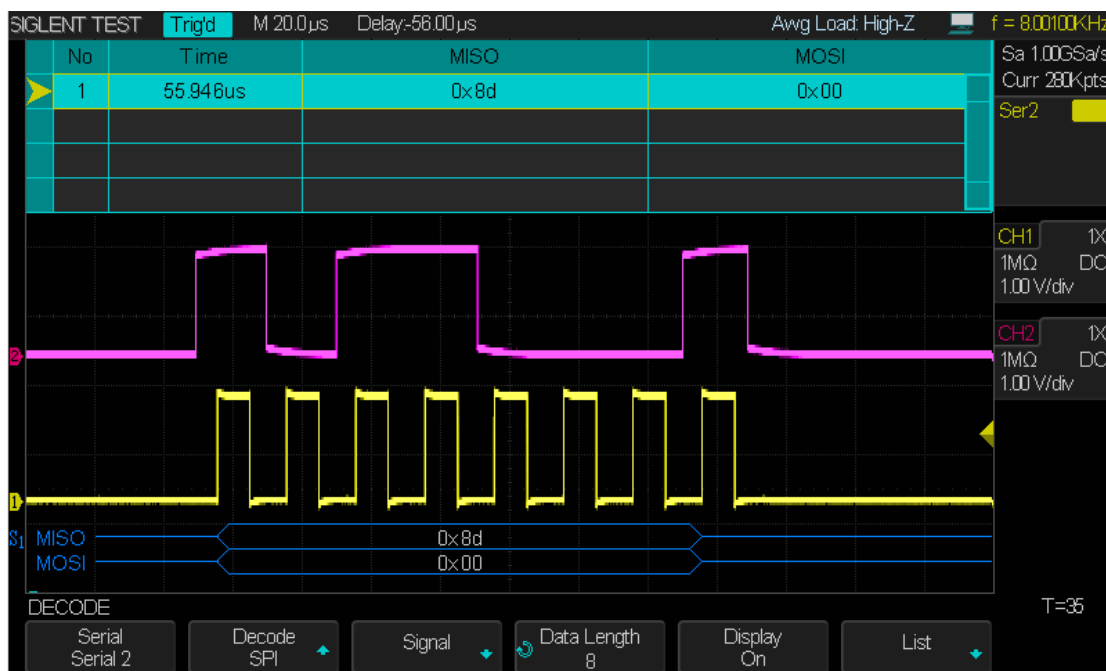 SIGLENT TEST Trig'd M 20.0µs Delay:-56.00µs Awg Load: High-Z f = 8.00100KHz
Sa 1.00GSa/s
Curr 280Kpts
No Time MISO MOSI
1 55.946us 0x8d 0x00
Ser2
CH1 1X
1MΩ DC
1.00 V/div
CH2 1X
1MΩ DC
1.00 V/div
2
1
S1 MISO 0x8d
MOSI 0x00
DECODE T=35
Serial
Serial 2
Decode
SPI
Signal
Data Length
8
Display
On
List